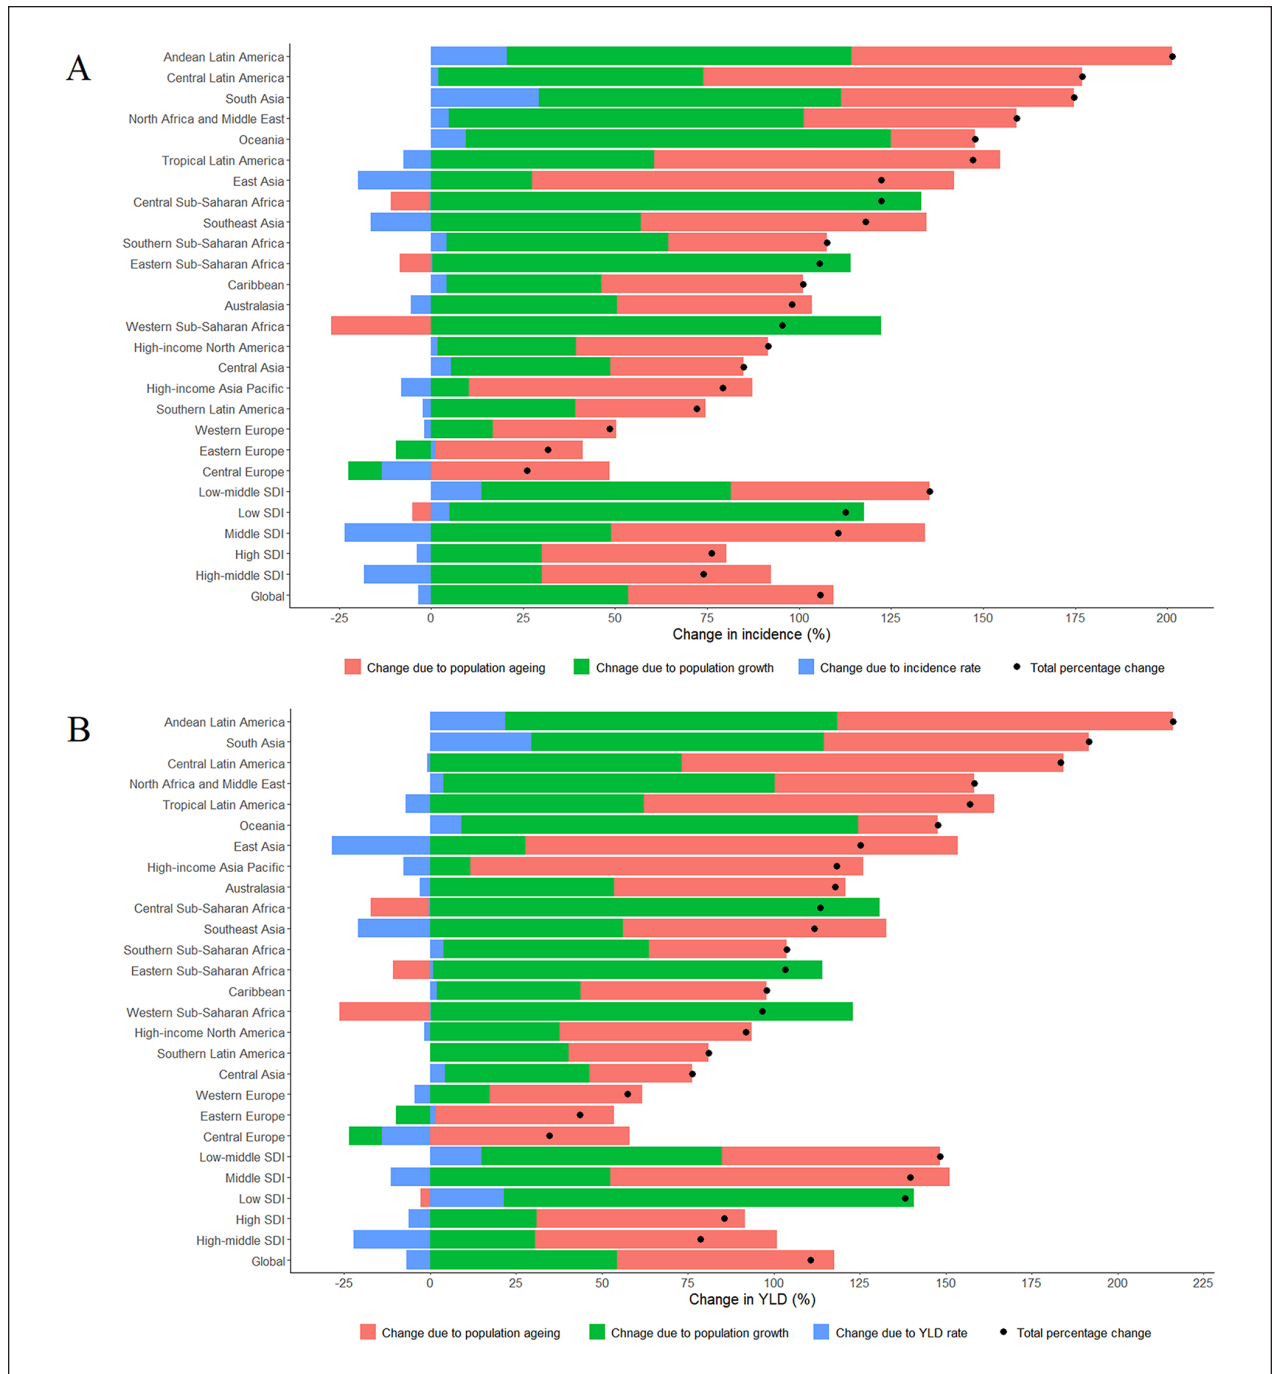 A
Andean Latin America
Central Latin America
South Asia
North Africa and Middle East
Oceania
Tropical Latin America
East Asia
Central Sub-Saharan Africa
Southeast Asia
Southern Sub-Saharan Africa
Eastern Sub-Saharan Africa
Caribbean
Australasia
Western Sub-Saharan Africa
High-income North America
Central Asia
High-income Asia Pacific
Southern Latin America
Western Europe
Eastern Europe
Central Europe
Low-middle SDI
Low SDI
Middle SDI
High SDI
High-middle SDI
Global
-25 0 25 50 75 100 125 150 175 200
Change in incidence (%)
Change due to population ageing Chnage due to population growth Change due to incidence rate Total percentage change
B
Andean Latin America
South Asia
Central Latin America
North Africa and Middle East
Tropical Latin America
Oceania
East Asia
High-income Asia Pacific
Australasia
Central Sub-Saharan Africa
Southeast Asia
Southern Sub-Saharan Africa
Eastern Sub-Saharan Africa
Caribbean
Western Sub-Saharan Africa
High-income North America
Southern Latin America
Central Asia
Western Europe
Eastern Europe
Central Europe
Low-middle SDI
Middle SDI
Low SDI
High SDI
High-middle SDI
Global
-25 0 25 50 75 100 125 150 175 200 225
Change in YLD (%)
Change due to population ageing Chnage due to population growth Change due to YLD rate Total percentage change